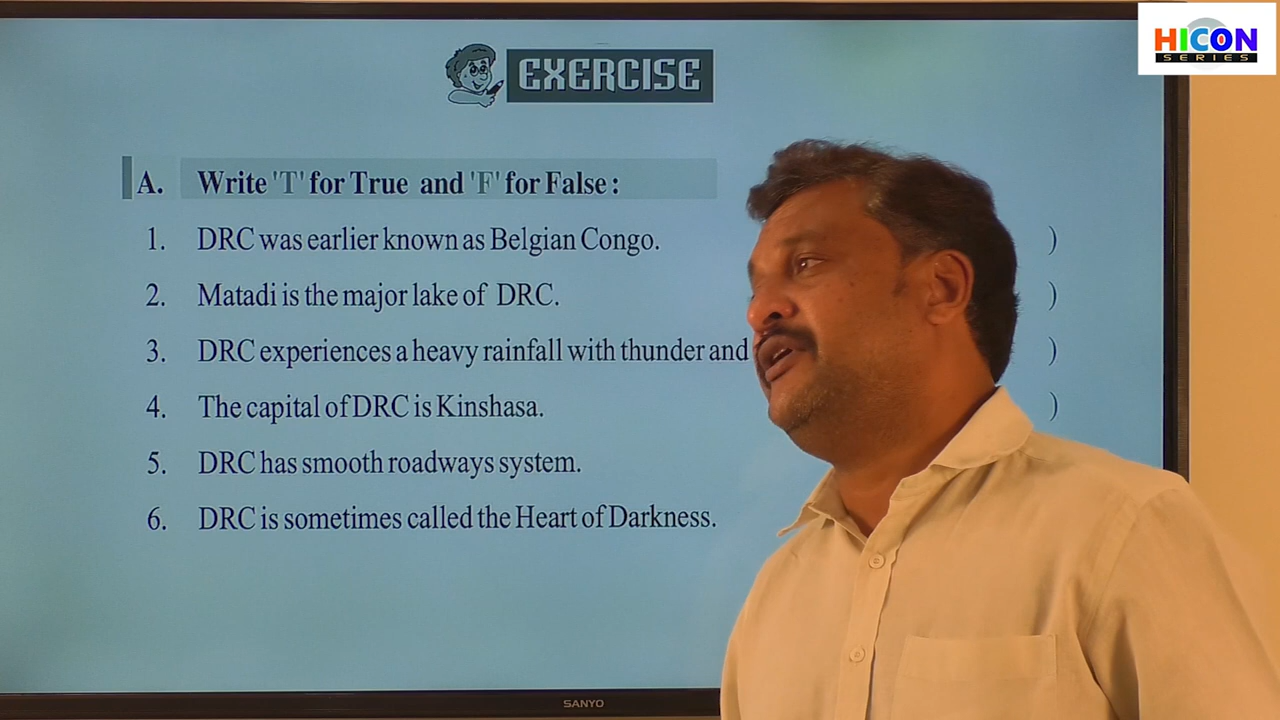 HICON
SERIES
EXERCISE
A. Write 'T' for True and 'F' for False :
1. DRC was earlier known as Belgian Congo. )
2. Matadi is the major lake of DRC. )
3. DRC experiences a heavy rainfall with thunder and )
4. The capital of DRC is Kinshasa. )
5. DRC has smooth roadways system.
6. DRC is sometimes called the Heart of Darkness.
SANYO